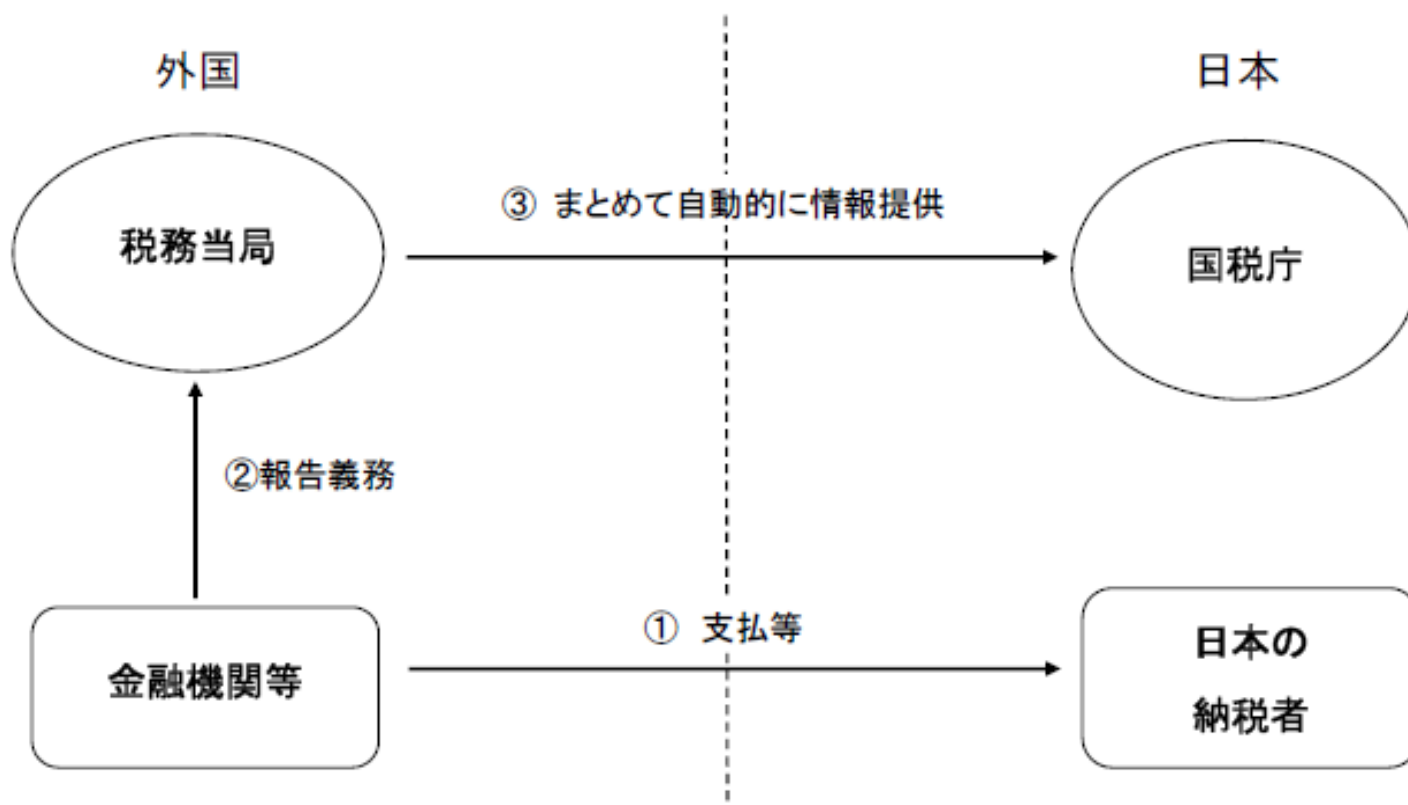 外国
日本
③ まとめて自動的に情報提供
税務当局
国税庁
②報告義務
① 支払等
金融機関等
日本の
納税者